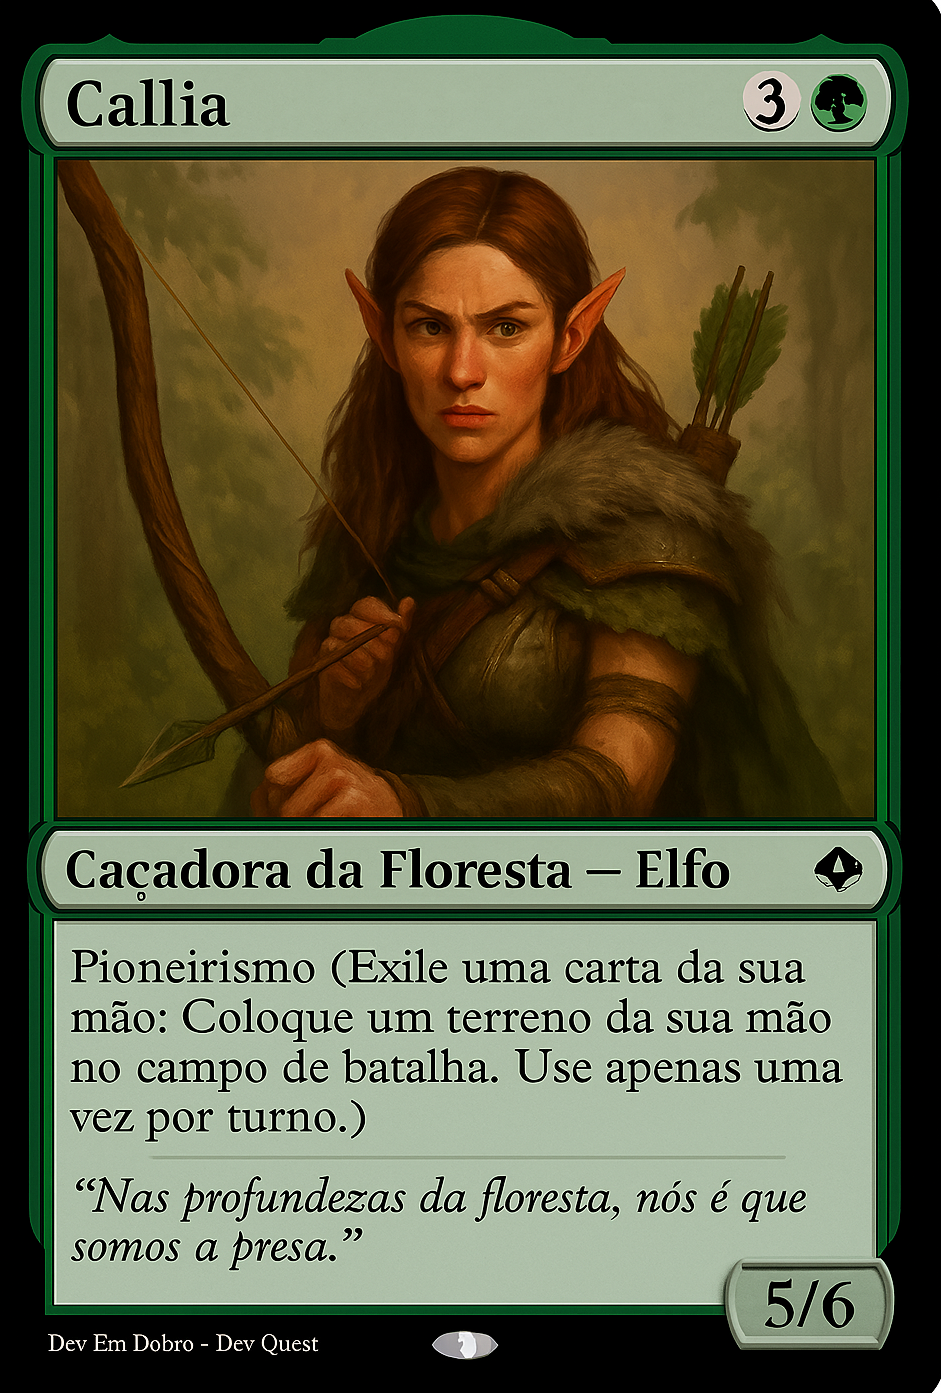 Callia
3
Caçadora da Floresta – Elfo
Pioneirismo (Exile uma carta da sua
mão: Coloque um terreno da sua mão
no campo de batalha. Use apenas uma
vez por turno.)
“Nas profundezas da floresta, nós é que
somos a presa.”
5/6
Dev Em Dobro - Dev Quest